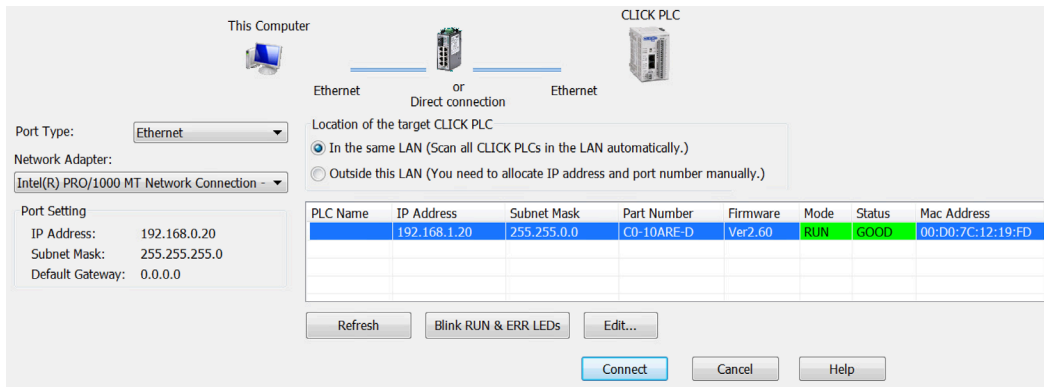 CLICK PLC
This Computer
Ethernet
or
Direct connection
Ethernet
Port Type:
Ethernet
Network Adapter:
Intel(R) PRO/1000 MT Network Connection -
Port Setting
IP Address: 192.168.0.20
Subnet Mask: 255.255.255.0
Default Gateway: 0.0.0.0
Location of the target CLICK PLC
In the same LAN (Scan all CLICK PLCs in the LAN automatically.)
Outside this LAN (You need to allocate IP address and port number manually.)
PLC Name IP Address Subnet Mask Part Number Firmware Mode Status Mac Address
192.168.1.20 255.255.0.0 C0-10ARE-D Ver2.60 RUN GOOD 00:D0:7C:12:19:FD
Refresh Blink RUN & ERR LEDs Edit...
Connect Cancel Help